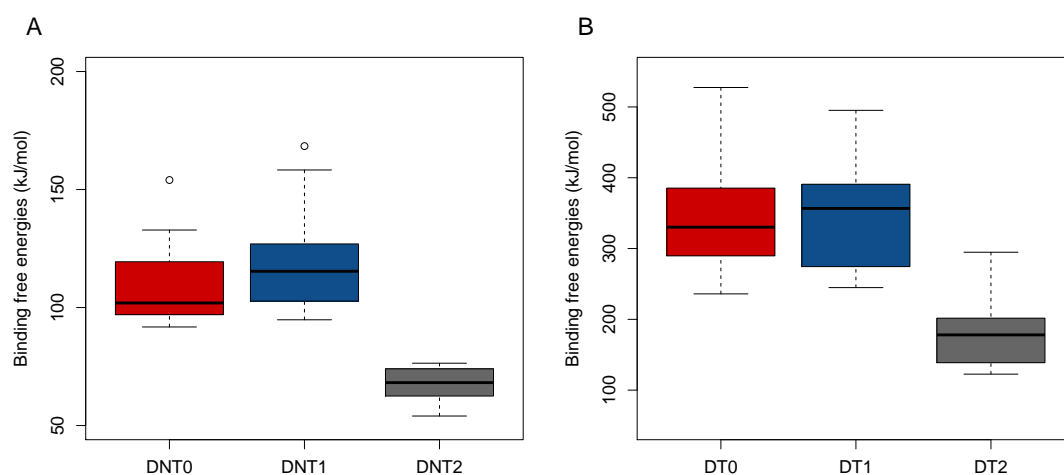 A
Binding free energies (kJ/mol)
200
150
100
50
DNT0 DNT1 DNT2
B
Binding free energies (kJ/mol)
500
400
300
200
100
DT0 DT1 DT2